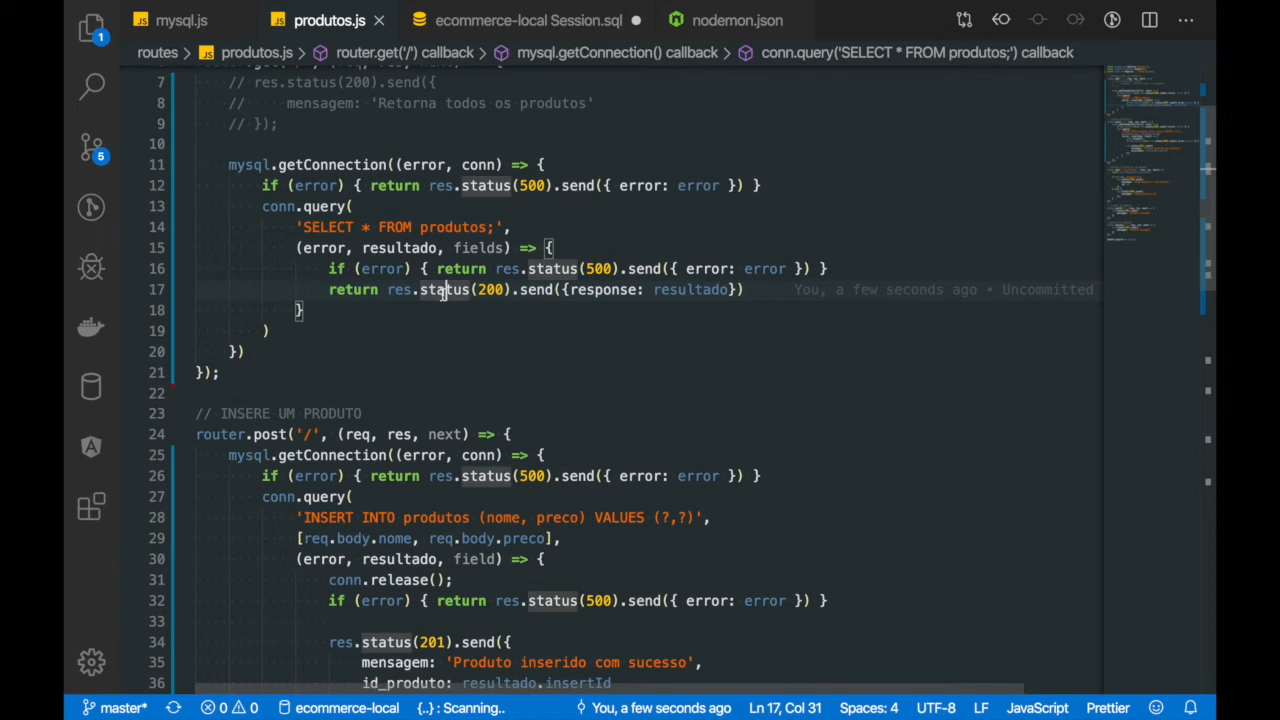 mysql.js produtos.js ecommerce-local Session.sql nodemon.json
routes > produtos.js > router.get('/') callback > mysql.getConnection() callback > conn.query('SELECT * FROM produtos;') callback
7 // res.status(200).send({
8 //     mensagem: 'Retorna todos os produtos'
9 // });
10
11 mysql.getConnection((error, conn) => {
12 if (error) { return res.status(500).send({ error: error }) }
13 conn.query(
14 'SELECT * FROM produtos;',
15 (error, resultado, fields) => {
16 if (error) { return res.status(500).send({ error: error }) }
17 return res.status(200).send({response: resultado}) You, a few seconds ago • Uncommitted
18 }
19 )
20 })
21 });
22
23 // INSERE UM PRODUTO
24 router.post('/', (req, res, next) => {
25 mysql.getConnection((error, conn) => {
26 if (error) { return res.status(500).send({ error: error }) }
27 conn.query(
28 'INSERT INTO produtos (nome, preco) VALUES (?,?)',
29 [req.body.nome, req.body.preco],
30 (error, resultado, field) => {
31 conn.release();
32 if (error) { return res.status(500).send({ error: error }) }
33
34 res.status(201).send({
35 mensagem: 'Produto inserido com sucesso',
36 id_produto: resultado.insertId
1
5
master* 0 0 ecommerce-local {..} : Scanning.. You, a few seconds ago Ln 17, Col 31 Spaces: 4 UTF-8 LF JavaScript Prettier